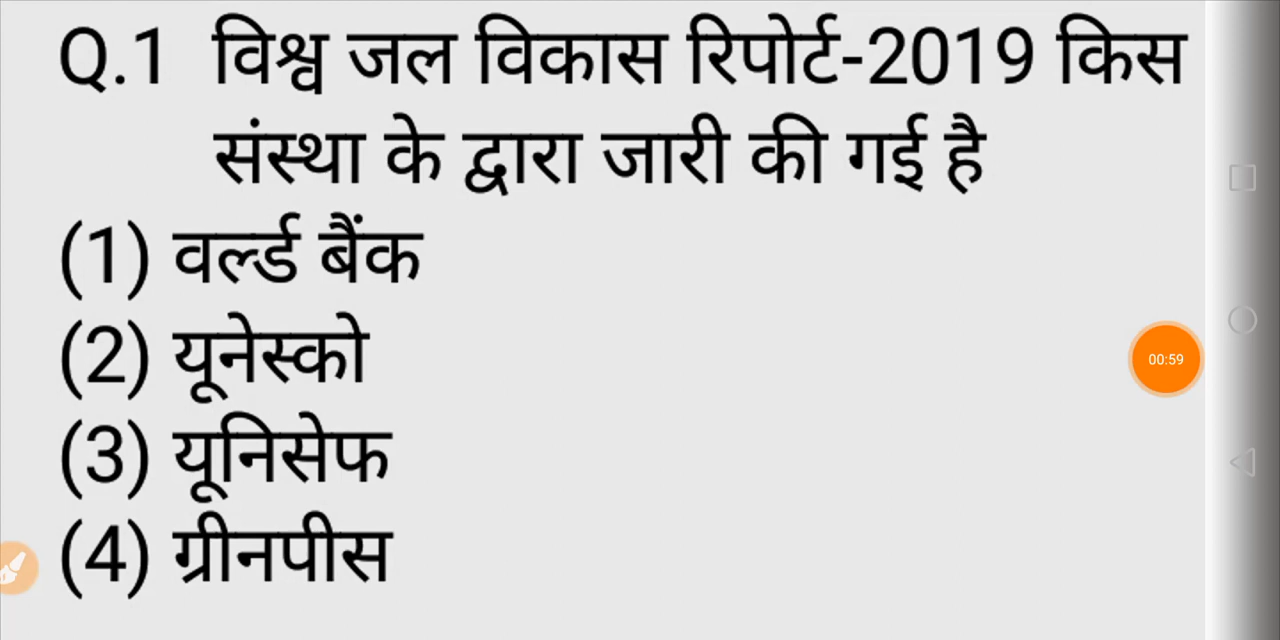 Q.1 विश्व जल विकास रिपोर्ट-2019 किस
संस्था के द्वारा जारी की गई है
(1) वर्ल्ड बैंक
(2) यूनेस्को
(3) यूनिसेफ
(4) ग्रीनपीस
00:59